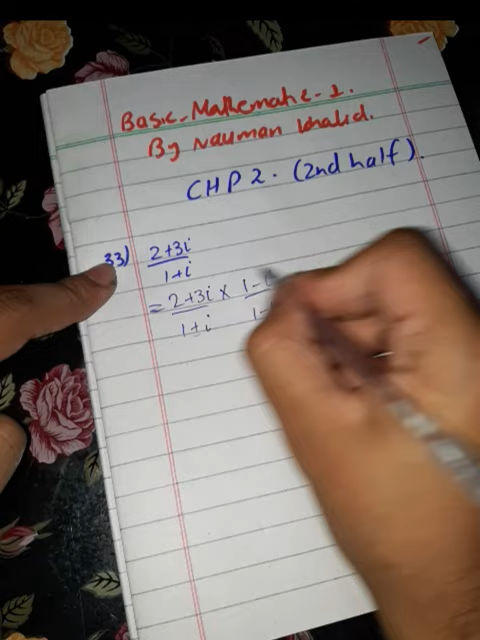 Basic-Mathematic-1.
By Nauman Khalid.
CHP 2. (2nd half).
33) 2+3i
1+i
= 2+3i × 1-i
1+i 1-